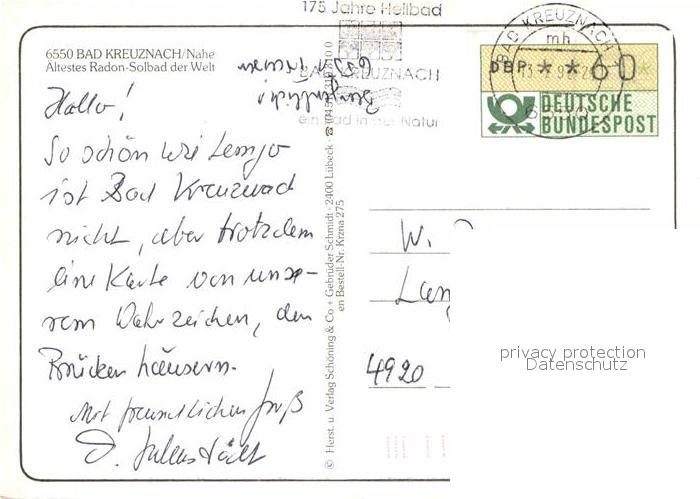 175 Jahre Heilbad
BAD KREUZNACH
ein Bad in der Natur
BAD KREUZNACH
mh
DBP **60
DEUTSCHE
BUNDESPOST
6550 BAD KREUZNACH/Nahe
Ältestes Radon-Solbad der Welt
Hallo!
So schön wie Lemgo
ist Bad Kreuznach
nicht, aber trotzdem
eine Karte von unse-
rem Wahrzeichen, den
Brückenhäusern.
Mit freundlichem Gruß
© Herst. u. Verlag Schöning & Co + Gebrüder Schmidt · 2400 Lübeck
en Bestell-Nr. Krzna 275
W.
4920
privacy protection
Datenschutz